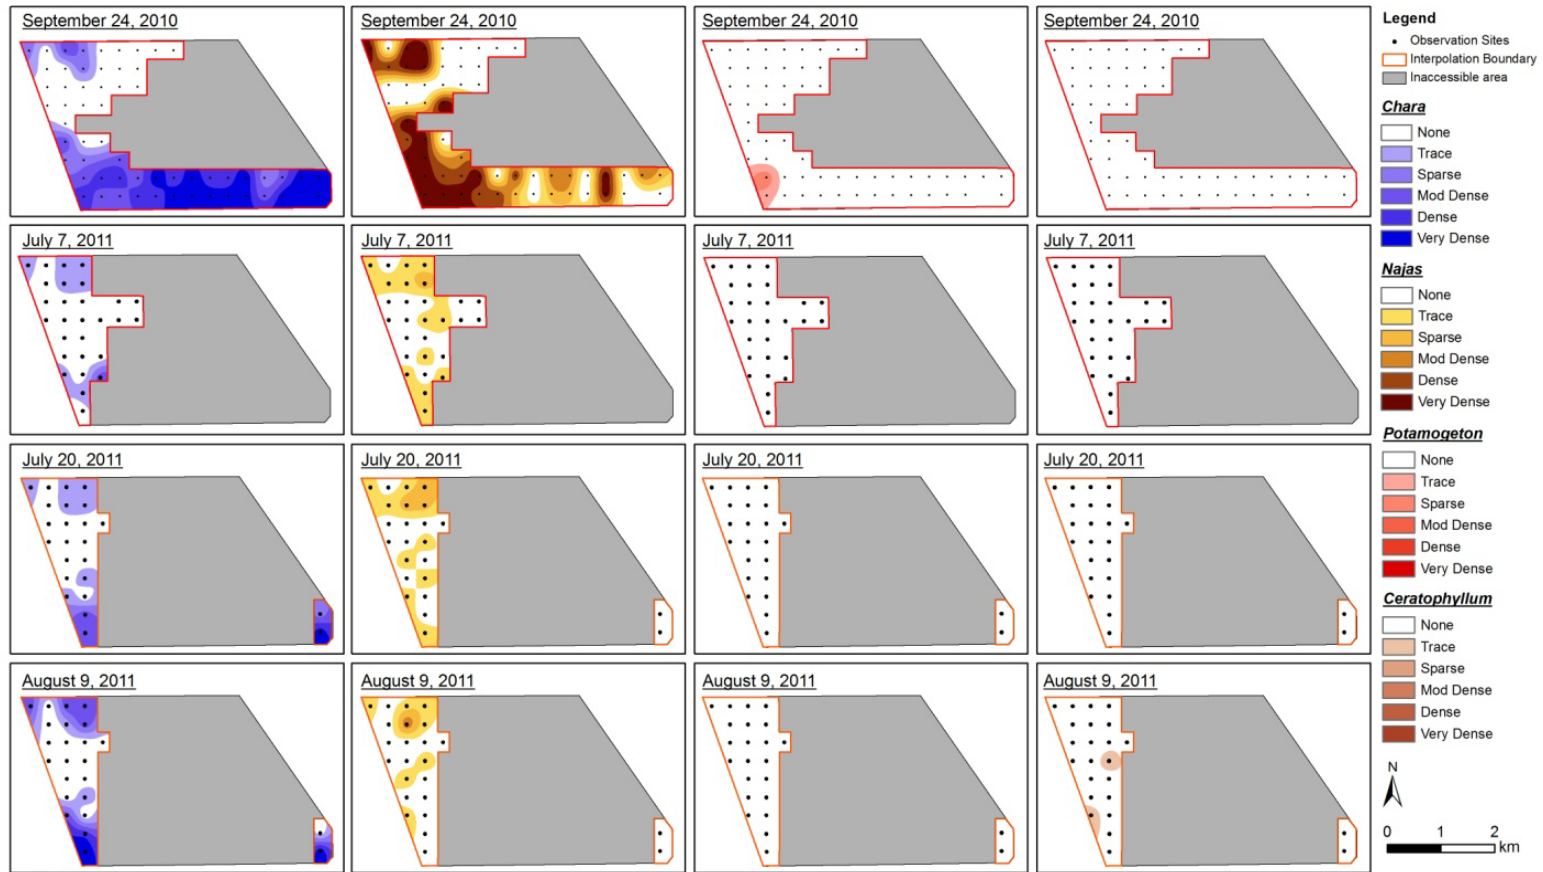 September 24, 2010
September 24, 2010
September 24, 2010
September 24, 2010
July 7, 2011
July 7, 2011
July 7, 2011
July 7, 2011
July 20, 2011
July 20, 2011
July 20, 2011
July 20, 2011
August 9, 2011
August 9, 2011
August 9, 2011
August 9, 2011
Legend
Observation Sites
Interpolation Boundary
Inaccessible area
Chara
None
Trace
Sparse
Mod Dense
Dense
Very Dense
Najas
None
Trace
Sparse
Mod Dense
Dense
Very Dense
Potamogeton
None
Trace
Sparse
Mod Dense
Dense
Very Dense
Ceratophyllum
None
Trace
Sparse
Mod Dense
Dense
Very Dense
N
0 1 2
km